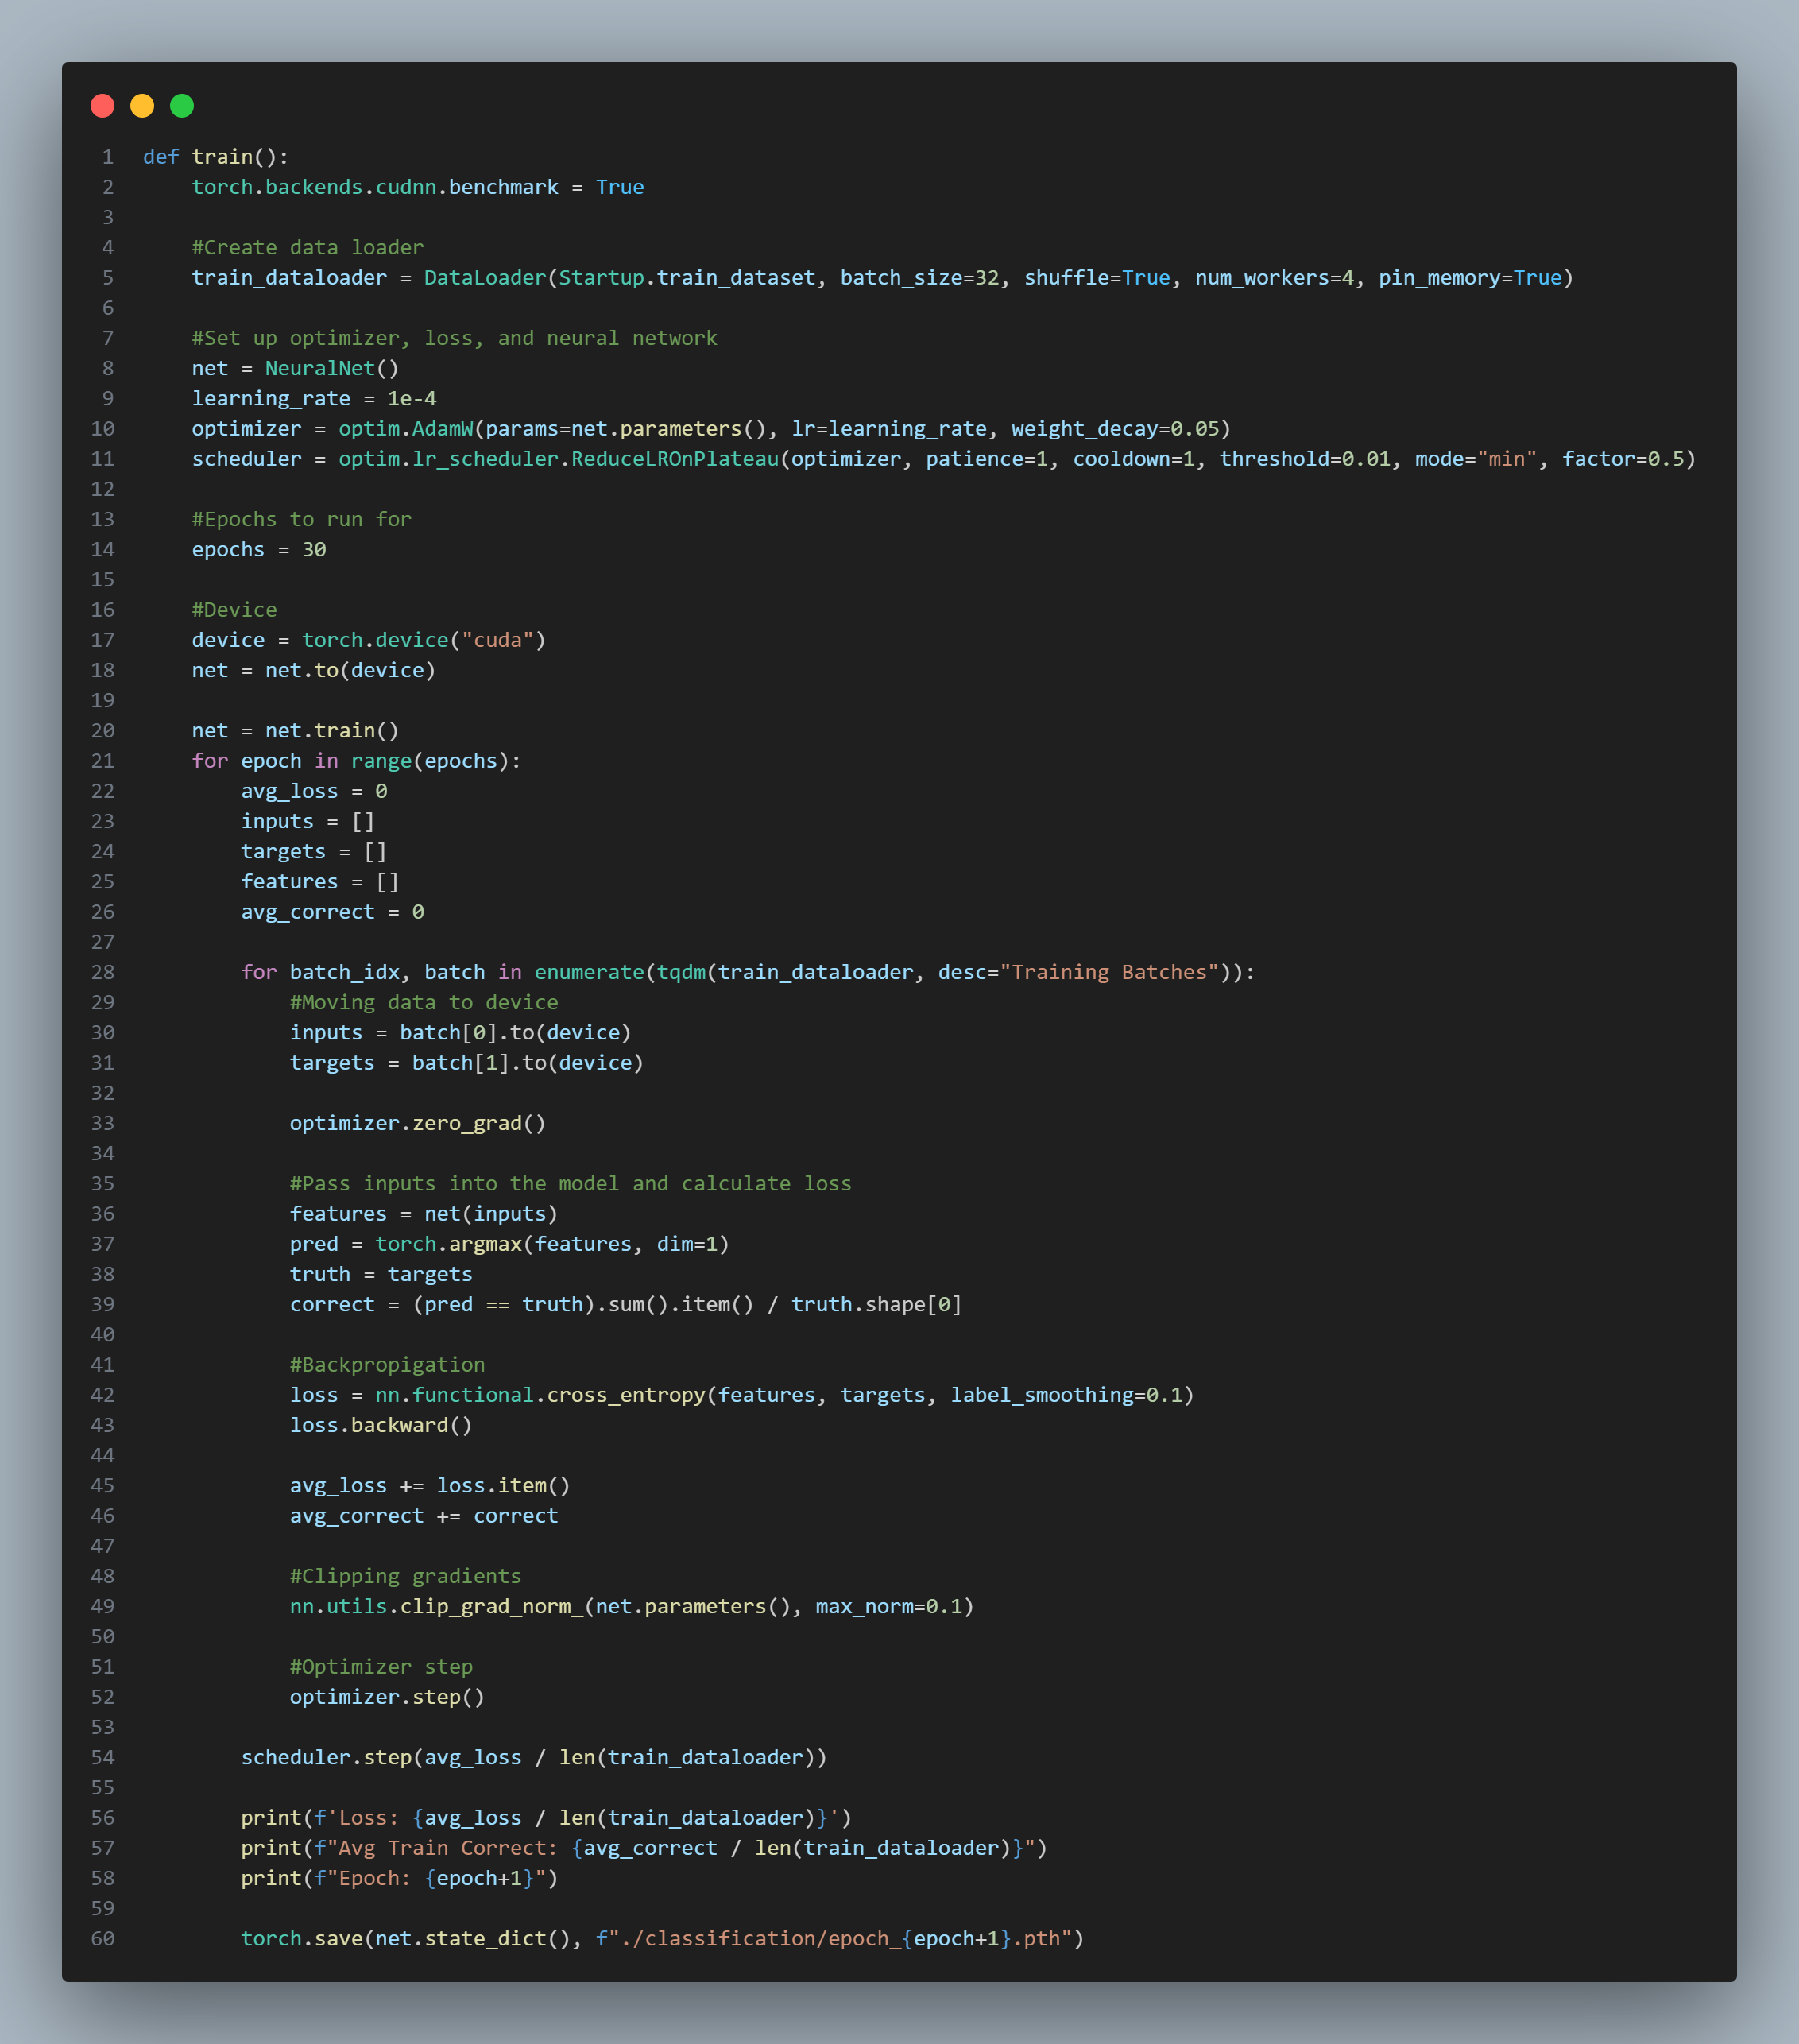 1 def train():
2     torch.backends.cudnn.benchmark = True
3
4     #Create data loader
5     train_dataloader = DataLoader(Startup.train_dataset, batch_size=32, shuffle=True, num_workers=4, pin_memory=True)
6
7     #Set up optimizer, loss, and neural network
8     net = NeuralNet()
9     learning_rate = 1e-4
10     optimizer = optim.AdamW(params=net.parameters(), lr=learning_rate, weight_decay=0.05)
11     scheduler = optim.lr_scheduler.ReduceLROnPlateau(optimizer, patience=1, cooldown=1, threshold=0.01, mode="min", factor=0.5)
12
13     #Epochs to run for
14     epochs = 30
15
16     #Device
17     device = torch.device("cuda")
18     net = net.to(device)
19
20     net = net.train()
21     for epoch in range(epochs):
22         avg_loss = 0
23         inputs = []
24         targets = []
25         features = []
26         avg_correct = 0
27
28         for batch_idx, batch in enumerate(tqdm(train_dataloader, desc="Training Batches")):
29             #Moving data to device
30             inputs = batch[0].to(device)
31             targets = batch[1].to(device)
32
33             optimizer.zero_grad()
34
35             #Pass inputs into the model and calculate loss
36             features = net(inputs)
37             pred = torch.argmax(features, dim=1)
38             truth = targets
39             correct = (pred == truth).sum().item() / truth.shape[0]
40
41             #Backpropigation
42             loss = nn.functional.cross_entropy(features, targets, label_smoothing=0.1)
43             loss.backward()
44
45             avg_loss += loss.item()
46             avg_correct += correct
47
48             #Clipping gradients
49             nn.utils.clip_grad_norm_(net.parameters(), max_norm=0.1)
50
51             #Optimizer step
52             optimizer.step()
53
54         scheduler.step(avg_loss / len(train_dataloader))
55
56         print(f'Loss: {avg_loss / len(train_dataloader)}')
57         print(f"Avg Train Correct: {avg_correct / len(train_dataloader)}")
58         print(f"Epoch: {epoch+1}")
59
60         torch.save(net.state_dict(), f"./classification/epoch_{epoch+1}.pth")